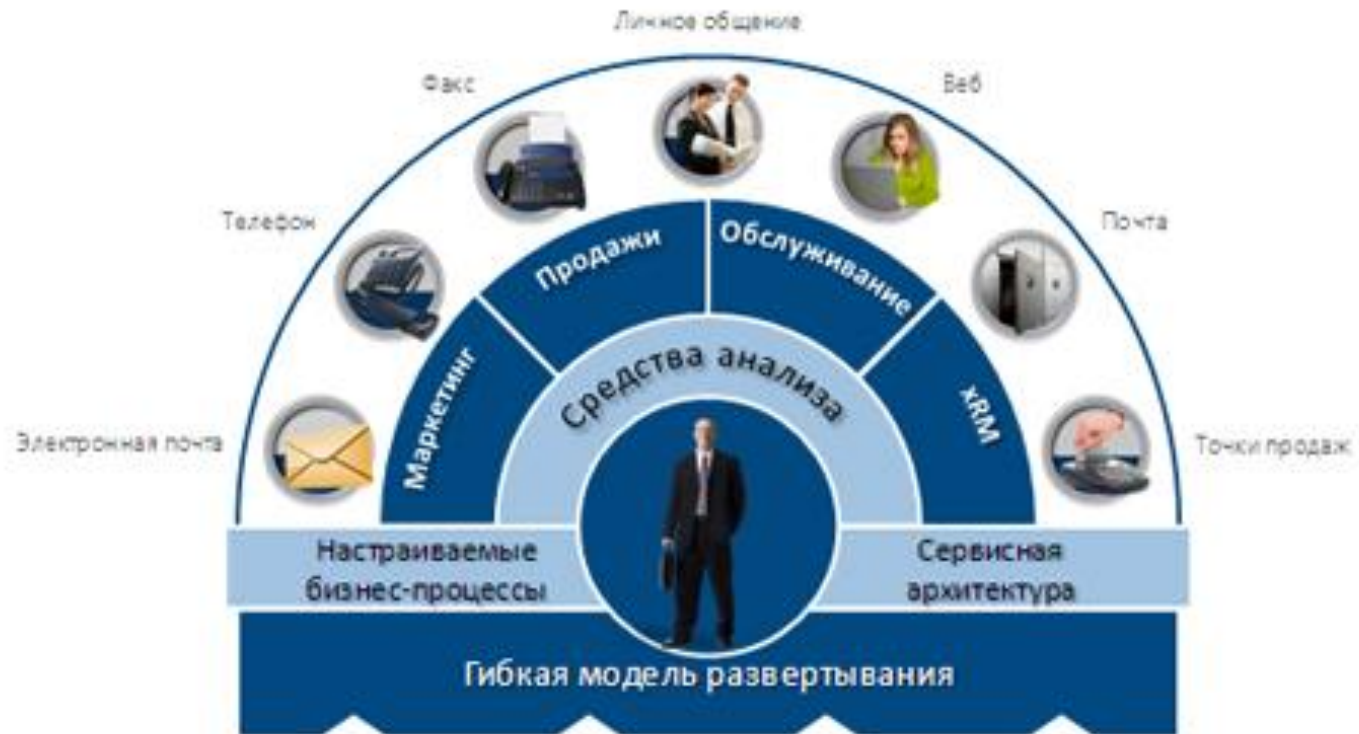 Личное общение
Факс
Веб
Телефон
Почта
Продажи
Обслуживание
Маркетинг
Средства анализа
xRM
Электронная почта
Точки продаж
Настраиваемые
бизнес-процессы
Сервисная
архитектура
Гибкая модель развертывания